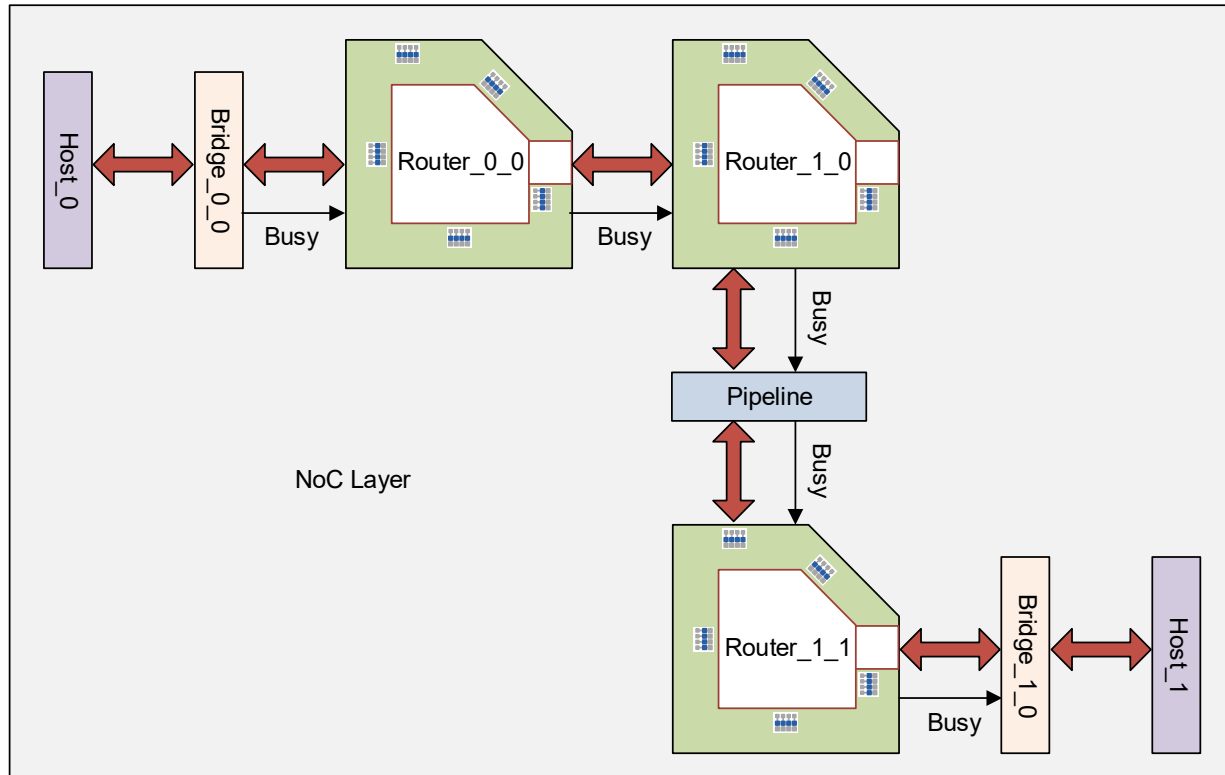 Host_0
Bridge_0_0
Busy
Router_0_0
Busy
Router_1_0
Busy
Pipeline
Busy
NoC Layer
Router_1_1
Busy
Bridge_1_0
Host_1